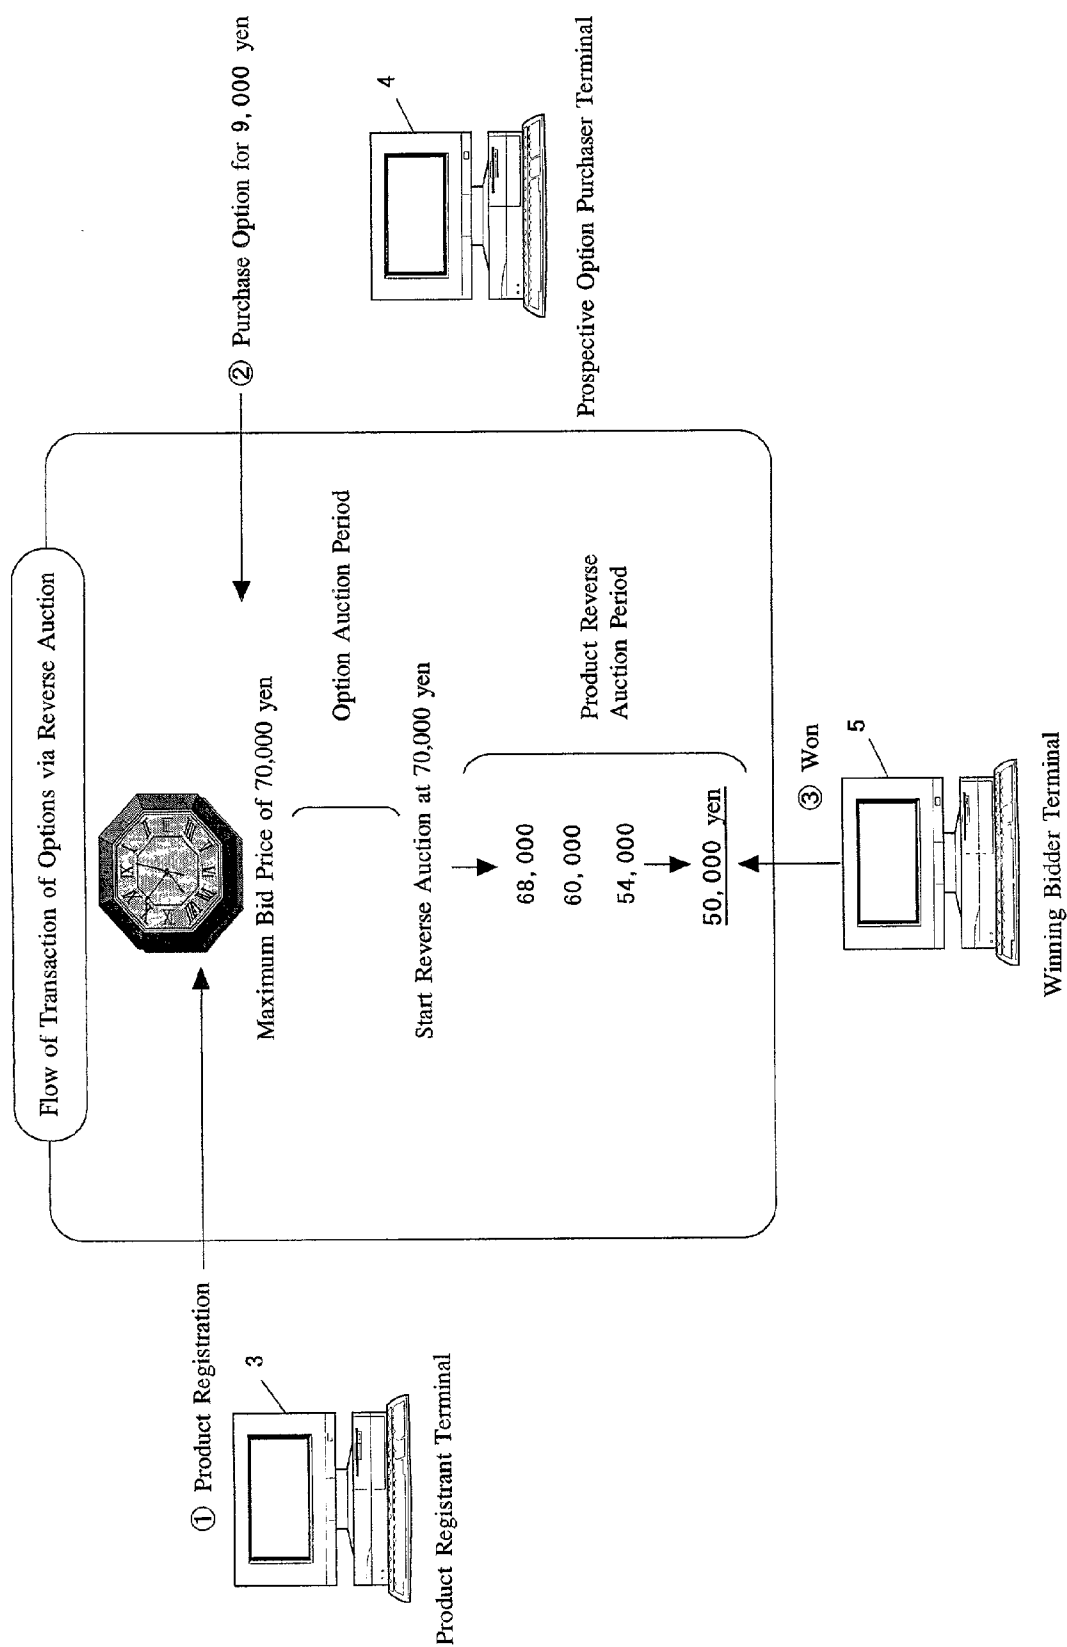 Flow of Transaction of Options via Reverse Auction
① Product Registration
3
Product Registrant Terminal
② Purchase Option for 9,000 yen
4
Prospective Option Purchaser Terminal
Maximum Bid Price of 70,000 yen
Option Auction Period
Start Reverse Auction at 70,000 yen
68,000
60,000
54,000
50,000 yen
Product Reverse
Auction Period
③ Won
5
Winning Bidder Terminal